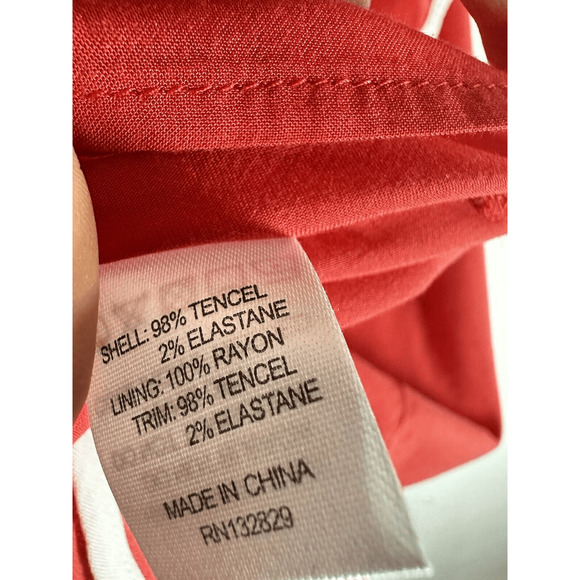 SHELL: 98% TENCEL
2% ELASTANE
LINING: 100% RAYON
TRIM: 98% TENCEL
2% ELASTANE
MADE IN CHINA
RN132829